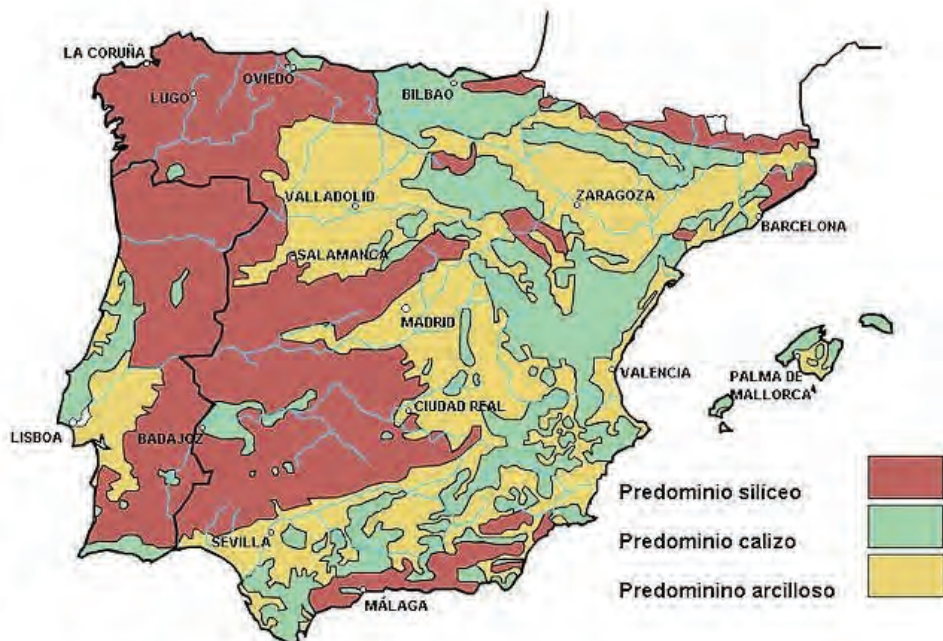 LA CORUÑA
OVIEDO
LUGO
BILBAO
VALLADOLID
ZARAGOZA
BARCELONA
SALAMANCA
MADRID
VALENCIA
PALMA DE
MALLORCA
CIUDAD REAL
LISBOA
BADAJOZ
SEVILLA
MÁLAGA
Predominio silíceo
Predominio calizo
Predominino arcilloso